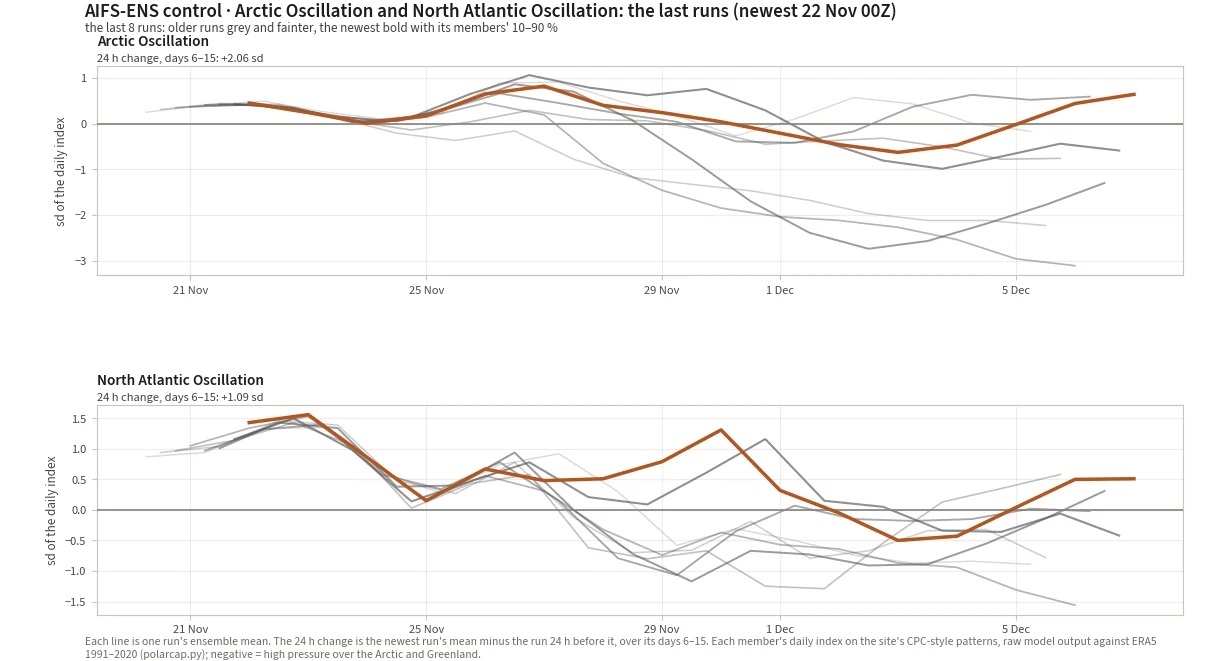 AIFS-ENS control · Arctic Oscillation and North Atlantic Oscillation: the last runs (newest 22 Nov 00Z)
the last 8 runs: older runs grey and fainter, the newest bold with its members' 10–90 %
Arctic Oscillation
24 h change, days 6–15: +2.06 sd
sd of the daily index
1
0
−1
−2
−3
21 Nov
25 Nov
29 Nov
1 Dec
5 Dec
North Atlantic Oscillation
24 h change, days 6–15: +1.09 sd
sd of the daily index
1.5
1.0
0.5
0.0
−0.5
−1.0
−1.5
21 Nov
25 Nov
29 Nov
1 Dec
5 Dec
Each line is one run's ensemble mean. The 24 h change is the newest run's mean minus the run 24 h before it, over its days 6–15. Each member's daily index on the site's CPC-style patterns, raw model output against ERA5
1991–2020 (polarcap.py); negative = high pressure over the Arctic and Greenland.